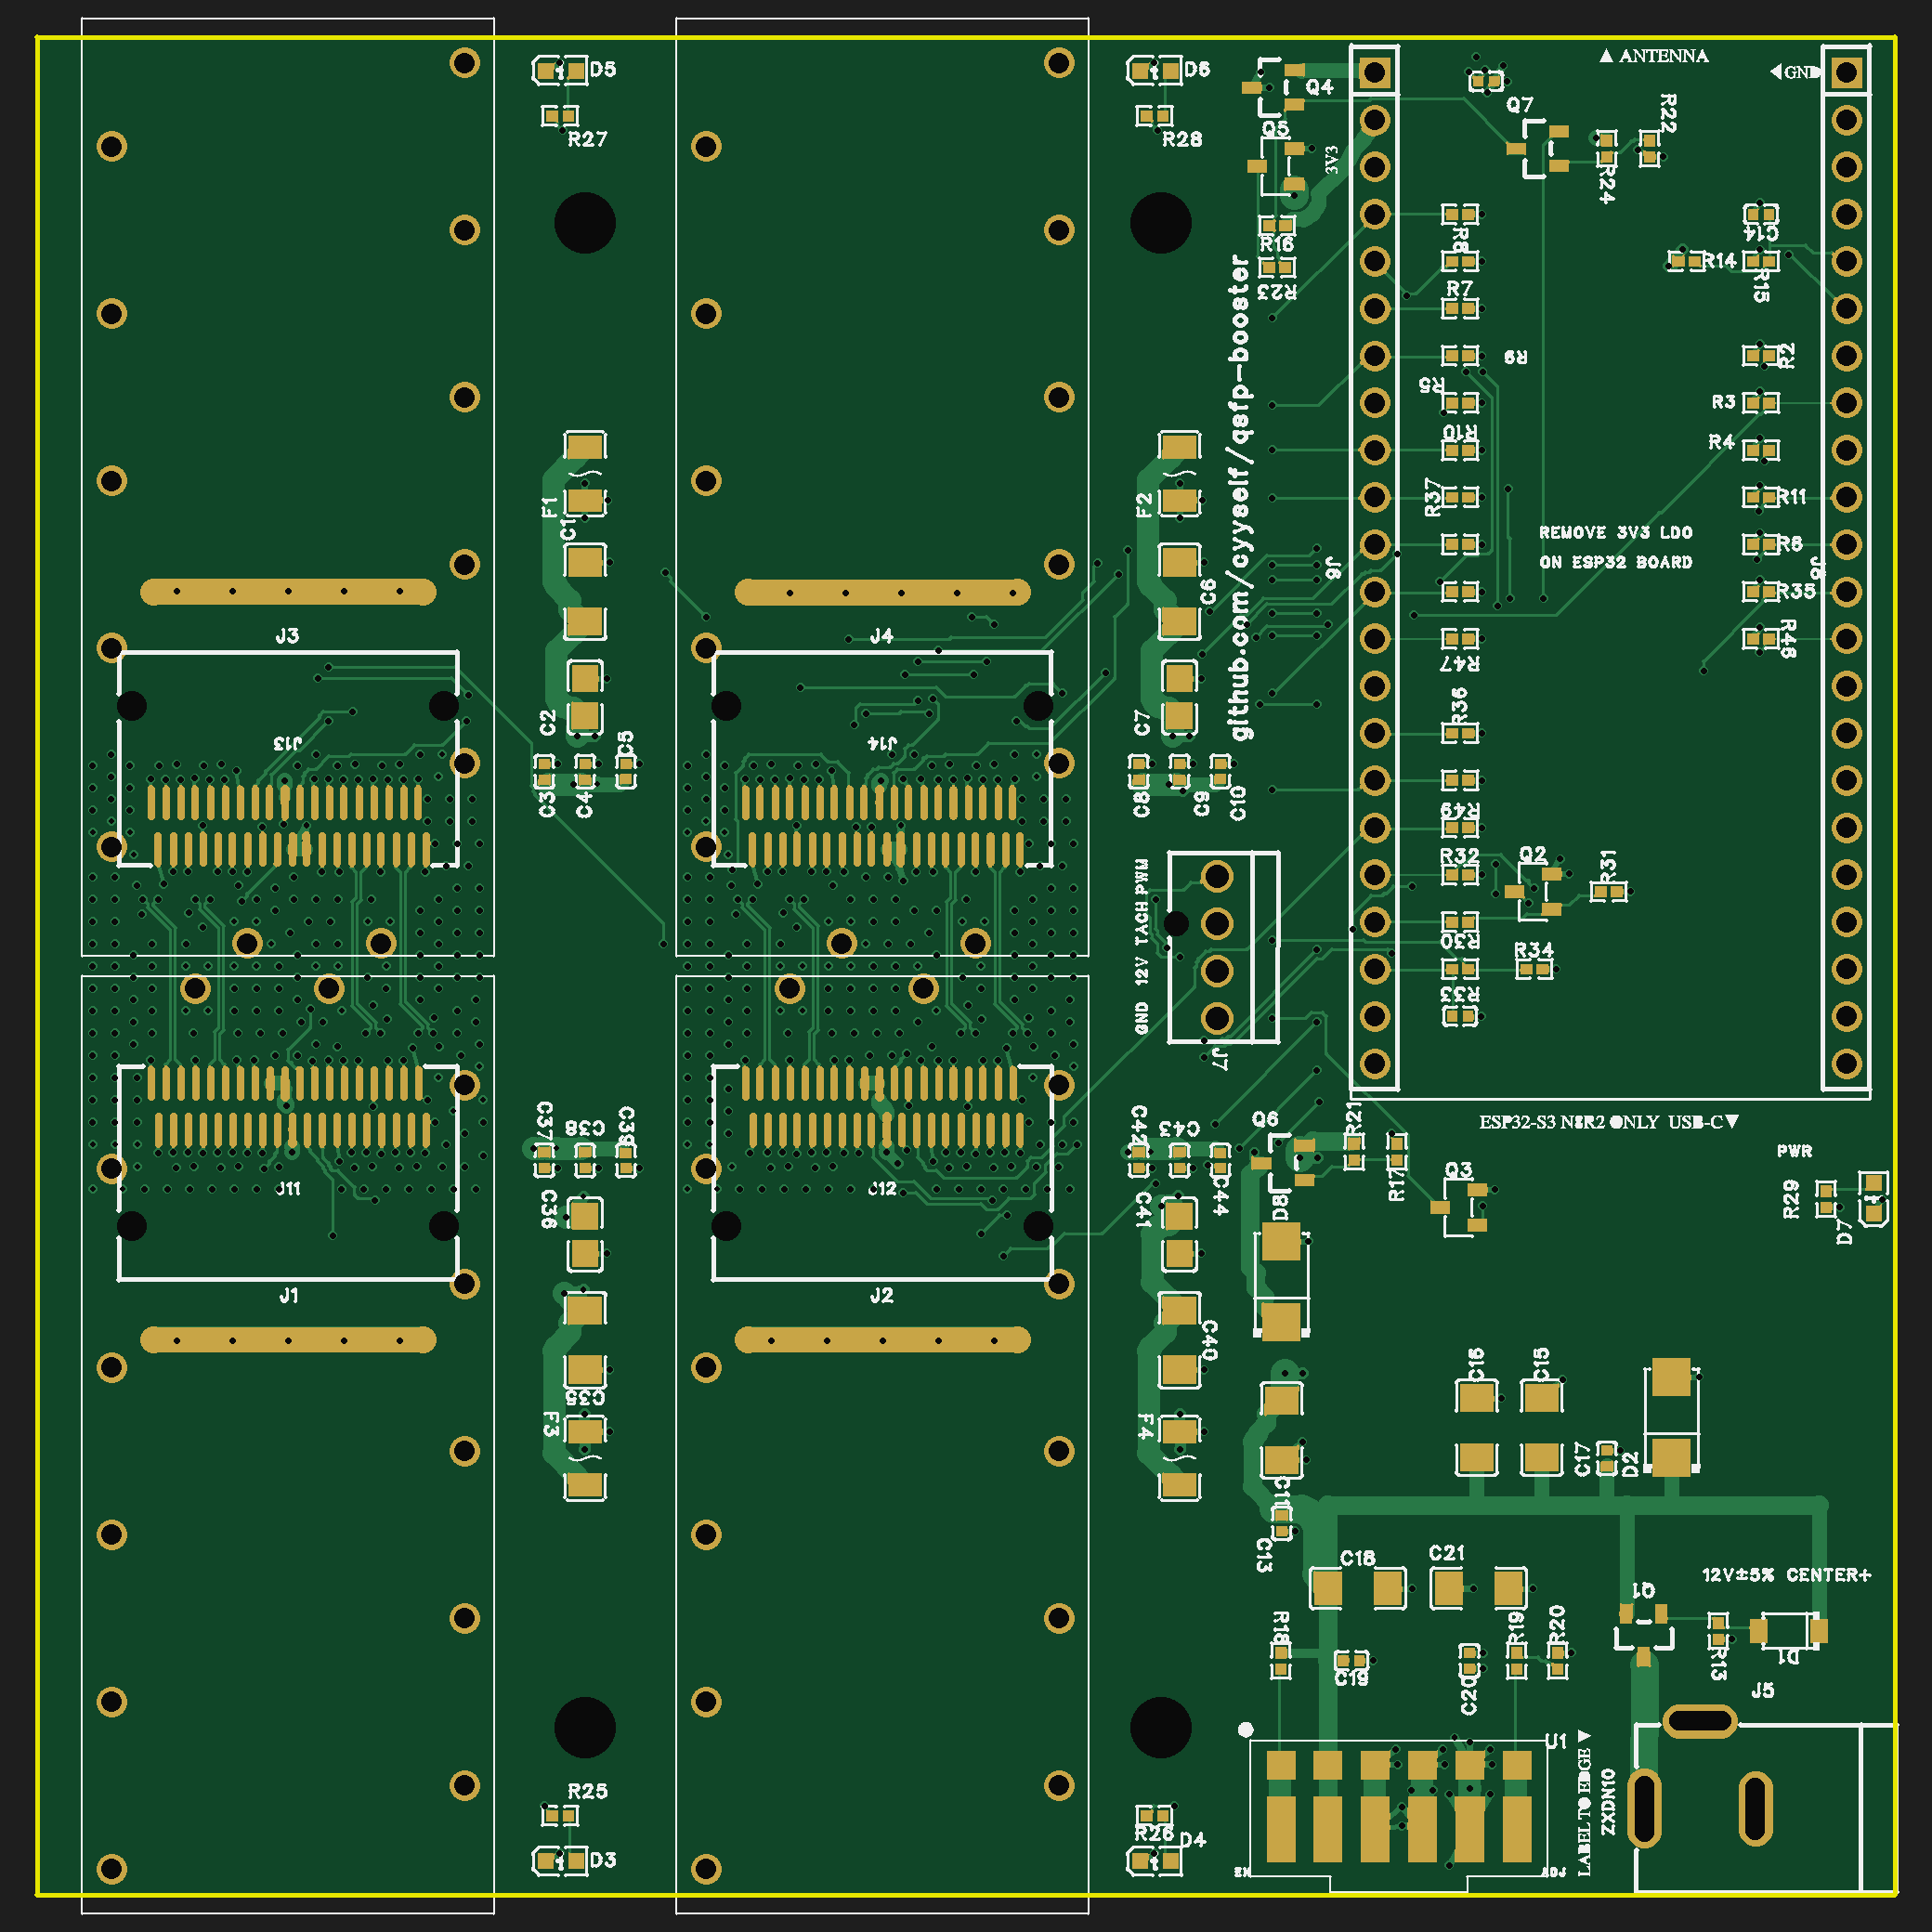 D5
R27
D6
R28
Q4
Q5
3V3
R16
R23
▲ ANTENNA
◀GND
Q7
R22
R24
R8
R7
R9
R5
R10
R37
C14
R14
R15
R2
R3
R4
R11
R8
R35
R46
REMOVE 3V3 LDO
ON ESP32 BOARD
github.com/cyyself/qsfp-booster
F1
C1
C2
C3
C4
C5
F2
C6
C7
C8
C9
C10
J3
J13
J4
J14
J6
R47
R36
R49
R32
R30
R33
Q2
R31
R34
GND 12V TACH PWM
J7
ESP32-S3 N8R2 ONLY USB-C▼
J11
J1
J12
J2
C37
C38
C39
C36
C35
F3
C42
C43
C44
C41
C40
F4
Q6
R21
R17
Q3
D8
PWR
R29
D7
C16
C15
C17
D2
C11
C13
C18
C21
12V±5% CENTER+
Q1
R18
C19
C20
R19
R20
R13
D1
J5
U1
LABEL TO EDGE ▼
ZXDN10
EN
ADJ
R25
D3
R26
D4